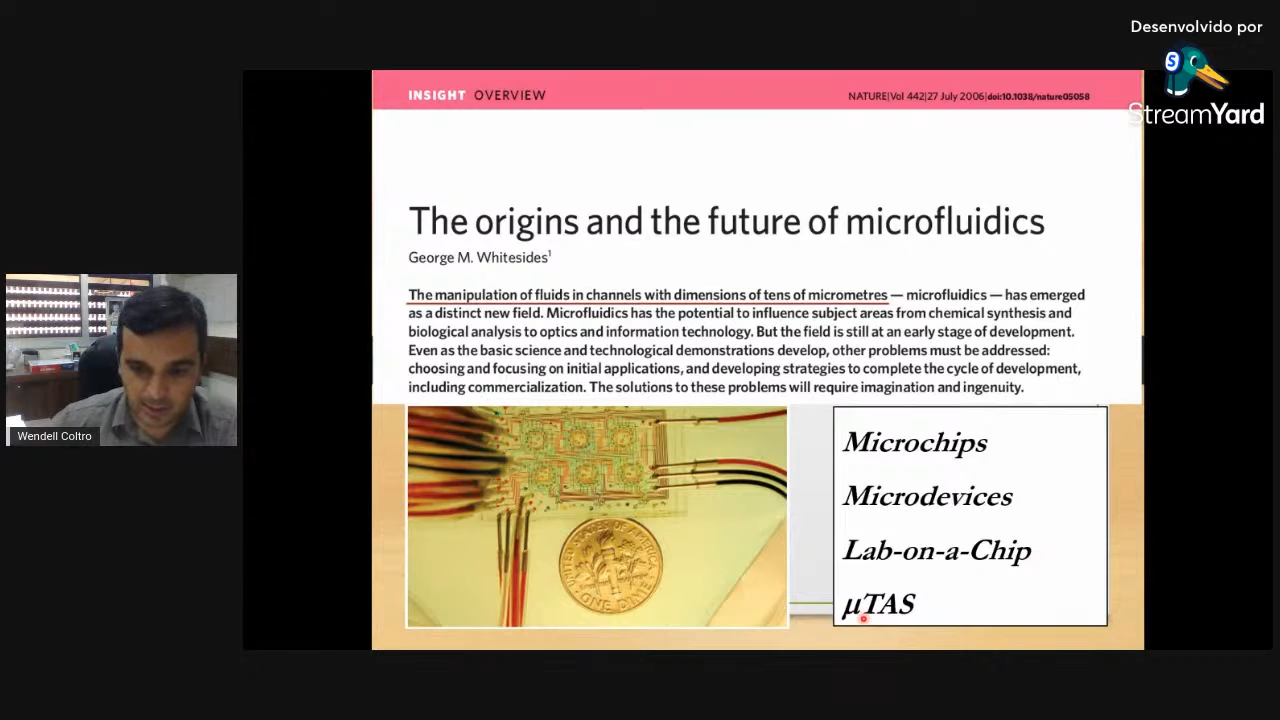 Desenvolvido por
StreamYard
INSIGHT OVERVIEW
NATURE|Vol 442|27 July 2006|doi:10.1038/nature05058
The origins and the future of microfluidics
George M. Whitesides¹
The manipulation of fluids in channels with dimensions of tens of micrometres — microfluidics — has emerged
as a distinct new field. Microfluidics has the potential to influence subject areas from chemical synthesis and
biological analysis to optics and information technology. But the field is still at an early stage of development.
Even as the basic science and technological demonstrations develop, other problems must be addressed:
choosing and focusing on initial applications, and developing strategies to complete the cycle of development,
including commercialization. The solutions to these problems will require imagination and ingenuity.
UNITED STATES OF AMERICA
ONE DIME
Microchips
Microdevices
Lab-on-a-Chip
µTAS
Wendell Coltro